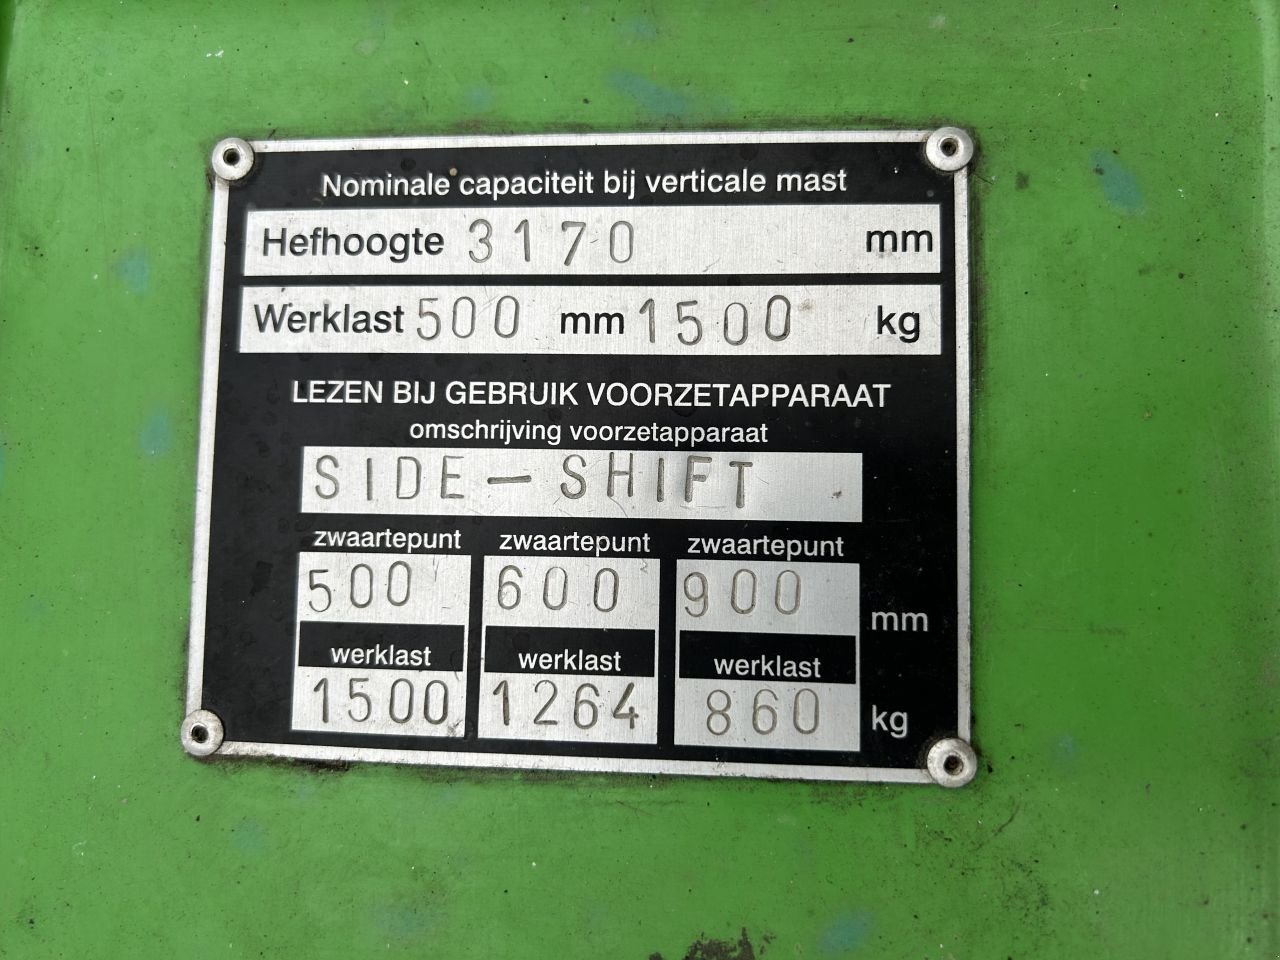 Nominale capaciteit bij verticale mast
Hefhoogte 3170 mm
Werklast 500 mm 1500 kg
LEZEN BIJ GEBRUIK VOORZETAPPARAAT
omschrijving voorzetapparaat
SIDE-SHIFT
zwaartepunt zwaartepunt zwaartepunt
500 600 900 mm
werklast werklast werklast
1500 1264 860 kg